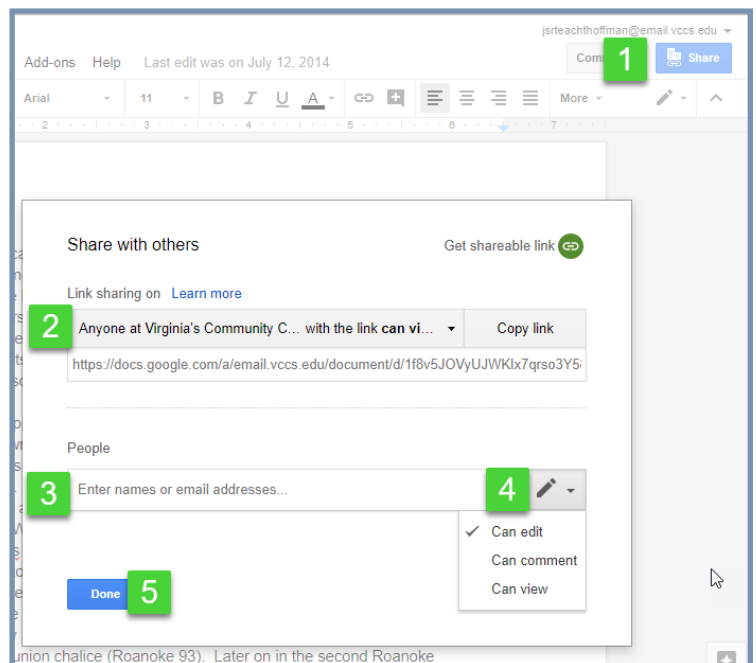 jsrteachthoffman@email.vccs.edu
Add-ons Help Last edit was on July 12, 2014
1 Share
Arial 11 B I U A More
2 3 4 5 6 7
Share with others Get shareable link
Link sharing on Learn more
2 Anyone at Virginia's Community C... with the link can vi... Copy link
https://docs.google.com/a/email.vccs.edu/document/d/1f8v5JOVyUJWKlx7qrso3Y5
People
3 Enter names or email addresses... 4
Can edit
Can comment
Can view
Done 5
union chalice (Roanoke 93). Later on in the second Roanoke